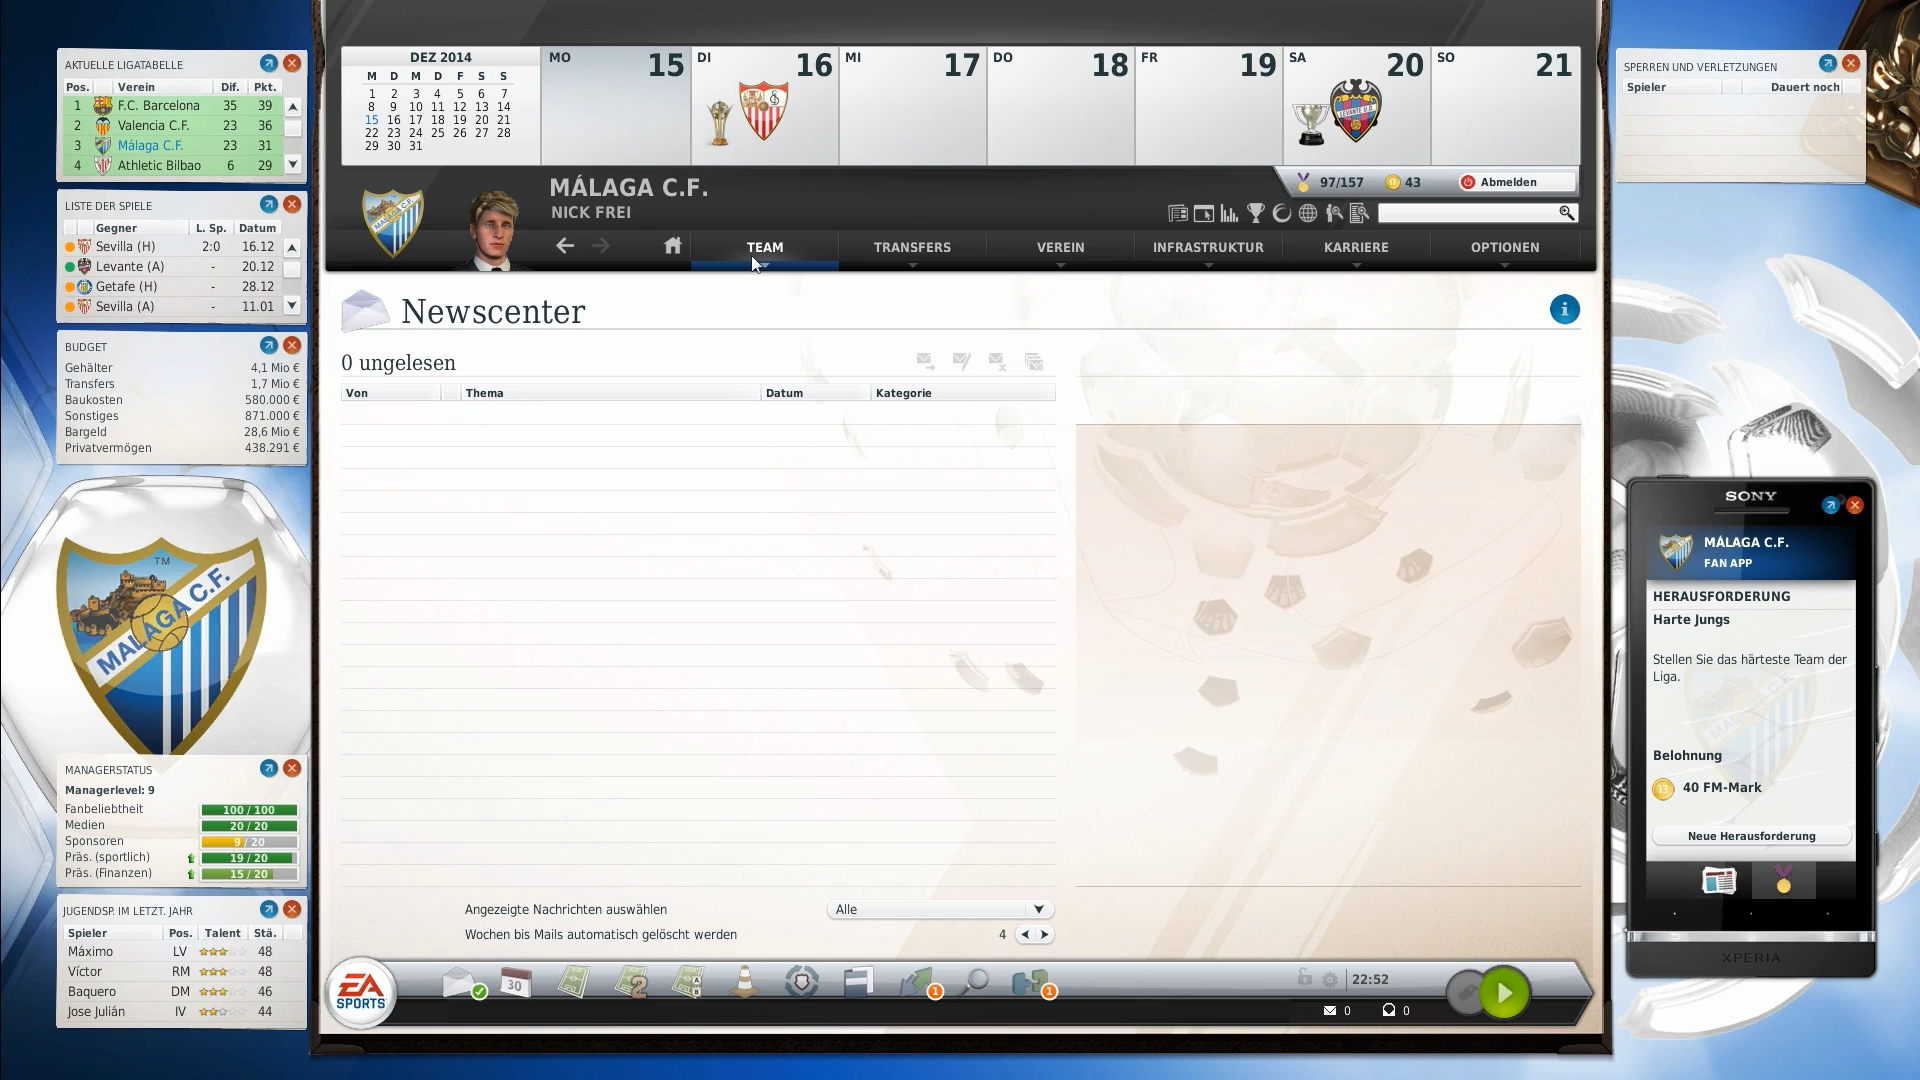 AKTUELLE LIGATABELLE
Pos. Verein Dif. Pkt.
1 F.C. Barcelona 35 39
2 Valencia C.F. 23 36
3 Málaga C.F. 23 31
4 Athletic Bilbao 6 29
LISTE DER SPIELE
Gegner L. Sp. Datum
Sevilla (H) 2:0 16.12
Levante (A) - 20.12
Getafe (H) - 28.12
Sevilla (A) - 11.01
BUDGET
Gehälter 4,1 Mio €
Transfers 1,7 Mio €
Baukosten 580.000 €
Sonstiges 871.000 €
Bargeld 28,6 Mio €
Privatvermögen 438.291 €
TM
MALAGA C.F.
MANAGERSTATUS
Managerlevel: 9
Fanbeliebtheit 100 / 100
Medien 20 / 20
Sponsoren 9 / 20
Präs. (sportlich) 19 / 20
Präs. (Finanzen) 15 / 20
JUGENDSP. IM LETZT. JAHR
Spieler Pos. Talent Stä.
Máximo LV 48
Víctor RM 48
Baquero DM 46
Jose Julián IV 44
DEZ 2014
M D M D F S S
1 2 3 4 5 6 7
8 9 10 11 12 13 14
15 16 17 18 19 20 21
22 23 24 25 26 27 28
29 30 31
MO 15 DI 16 MI 17 DO 18 FR 19 SA 20 SO 21
LEVANTE U.D.
MÁLAGA C.F.
NICK FREI
97/157 43 Abmelden
TEAM TRANSFERS VEREIN INFRASTRUKTUR KARRIERE OPTIONEN
Newscenter
0 ungelesen
Von Thema Datum Kategorie
Angezeigte Nachrichten auswählen Alle
Wochen bis Mails automatisch gelöscht werden 4
EA SPORTS
30
2
1
1
22:52
0 0
SPERREN UND VERLETZUNGEN
Spieler Dauert noch
SONY
MÁLAGA C.F.
FAN APP
HERAUSFORDERUNG
Harte Jungs
Stellen Sie das härteste Team der
Liga.
Belohnung
13 40 FM-Mark
Neue Herausforderung
XPERIA